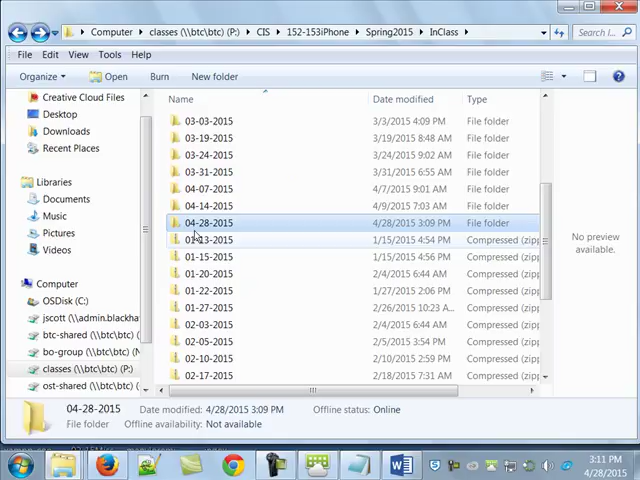 Computer classes (\\btc\btc) (P:) CIS 152-153iPhone Spring2015 InClass Search I...
File Edit View Tools Help
Organize Open Burn New folder
Creative Cloud Files
Desktop
Downloads
Recent Places
Libraries
Documents
Music
Pictures
Videos
Computer
OSDisk (C:)
jscott (\\admin.blackha
btc-shared (\\btc\btc)
bo-group (\\btc\btc)
classes (\\btc\btc) (P:)
ost-shared (\\btc\btc)
Name Date modified Type
03-03-2015 3/3/2015 4:09 PM File folder
03-19-2015 3/19/2015 8:48 AM File folder
03-24-2015 3/24/2015 9:02 AM File folder
03-31-2015 3/31/2015 6:55 AM File folder
04-07-2015 4/7/2015 9:01 AM File folder
04-14-2015 4/9/2015 7:03 AM File folder
04-28-2015 4/28/2015 3:09 PM File folder
01-13-2015 1/15/2015 4:54 PM Compressed (zipp
01-15-2015 1/15/2015 4:56 PM Compressed (zipp
01-20-2015 2/4/2015 6:44 AM Compressed (zipp
01-22-2015 1/27/2015 2:06 PM Compressed (zipp
01-27-2015 2/26/2015 10:23 A... Compressed (zipp
02-03-2015 2/4/2015 6:44 AM Compressed (zipp
02-05-2015 2/5/2015 3:54 PM Compressed (zipp
02-10-2015 2/10/2015 2:59 PM Compressed (zipp
02-17-2015 2/18/2015 7:31 AM Compressed (zipp
No preview
available.
04-28-2015 Date modified: 4/28/2015 3:09 PM Offline status: Online
File folder Offline availability: Not available
3:11 PM
4/28/2015